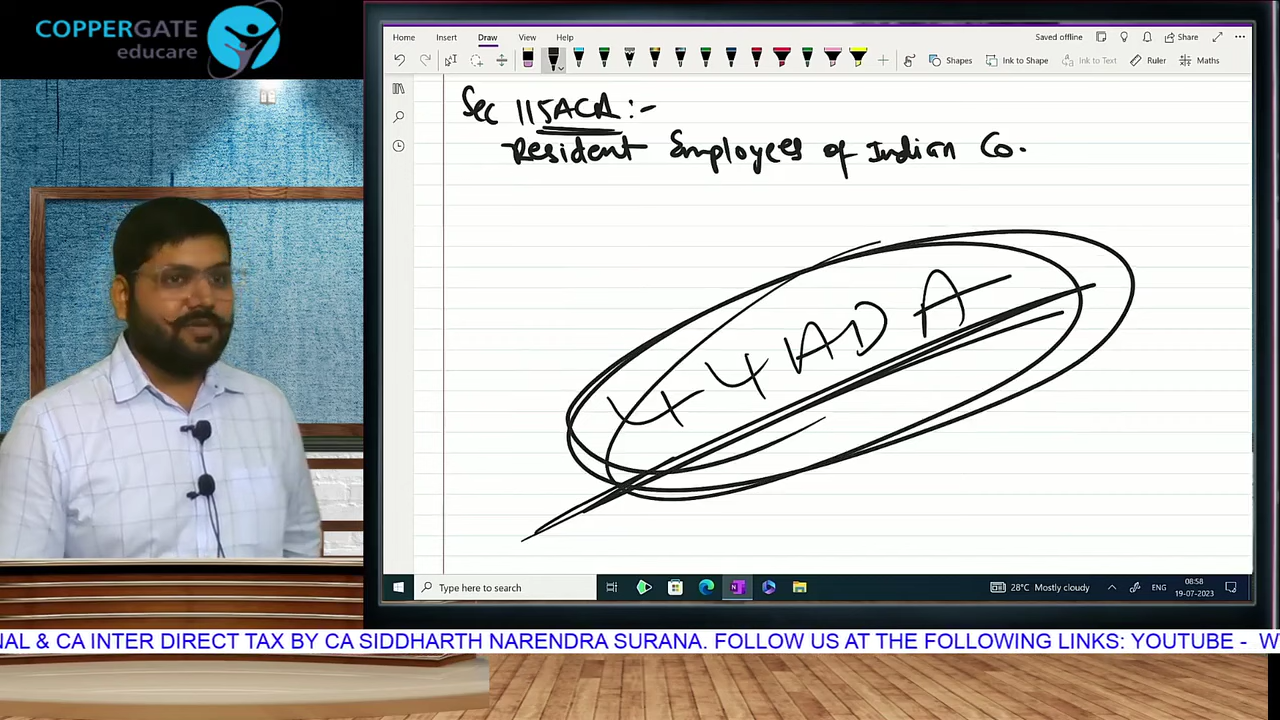 COPPERGATE
educare
Home Insert Draw View Help
Saved offline
Share
Shapes
Ink to Shape
Ink to Text
Ruler
Maths
Sec 115ACA :-
Resident Employees of Indian Co.
44ADA
Type here to search
28°C Mostly cloudy
ENG
08:58
19-07-2023
NAL & CA INTER DIRECT TAX BY CA SIDDHARTH NARENDRA SURANA. FOLLOW US AT THE FOLLOWING LINKS: YOUTUBE - W